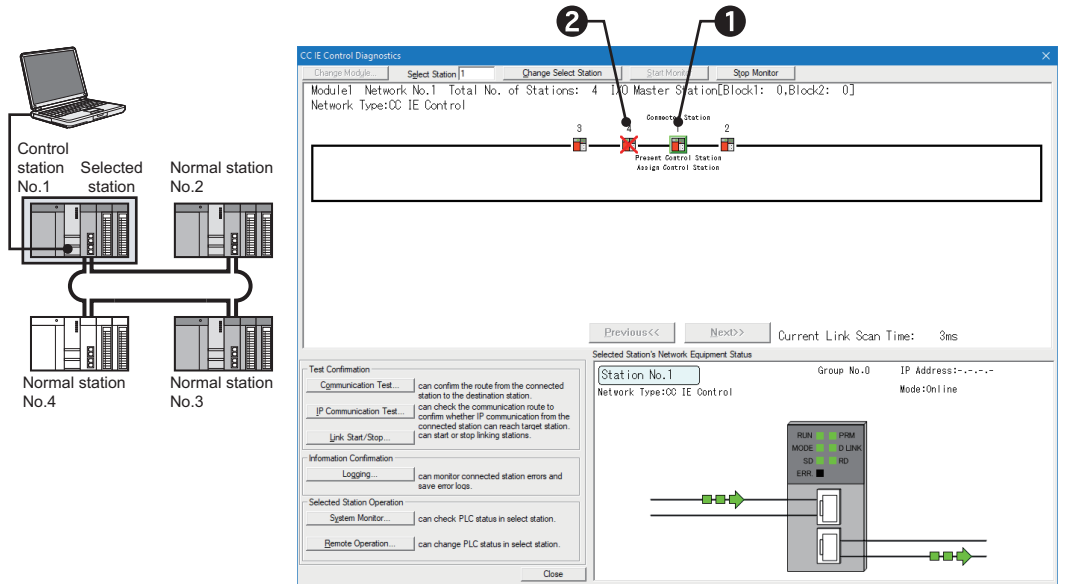 2 1
Control
station Selected
No.1 station
Normal station
No.2
Normal station
No.4
Normal station
No.3
CC IE Control Diagnostics
Change Module... Select Station 1 Change Select Station Start Monitor Stop Monitor
Module1 Network No.1 Total No. of Stations: 4 I/O Master Station[Block1: 0,Block2: 0]
Network Type:CC IE Control
Connected Station
3 4 1 2
Present Control Station
Assign Control Station
Previous<< Next>> Current Link Scan Time: 3ms
Test Confirmation
Communication Test... can confirm the route from the connected
station to the destination station.
IP Communication Test... can check the communication route to
confirm whether IP communication from the
connected station can reach target station.
Link Start/Stop... can start or stop linking stations.
Information Confirmation
Logging... can monitor connected station errors and
save error logs.
Selected Station Operation
System Monitor... can check PLC status in select station.
Remote Operation... can change PLC status in select station.
Close
Selected Station's Network Equipment Status
Station No.1 Group No.0 IP Address:-.-.-.-
Network Type:CC IE Control Mode:Online
RUN PRM
MODE D LINK
SD RD
ERR.